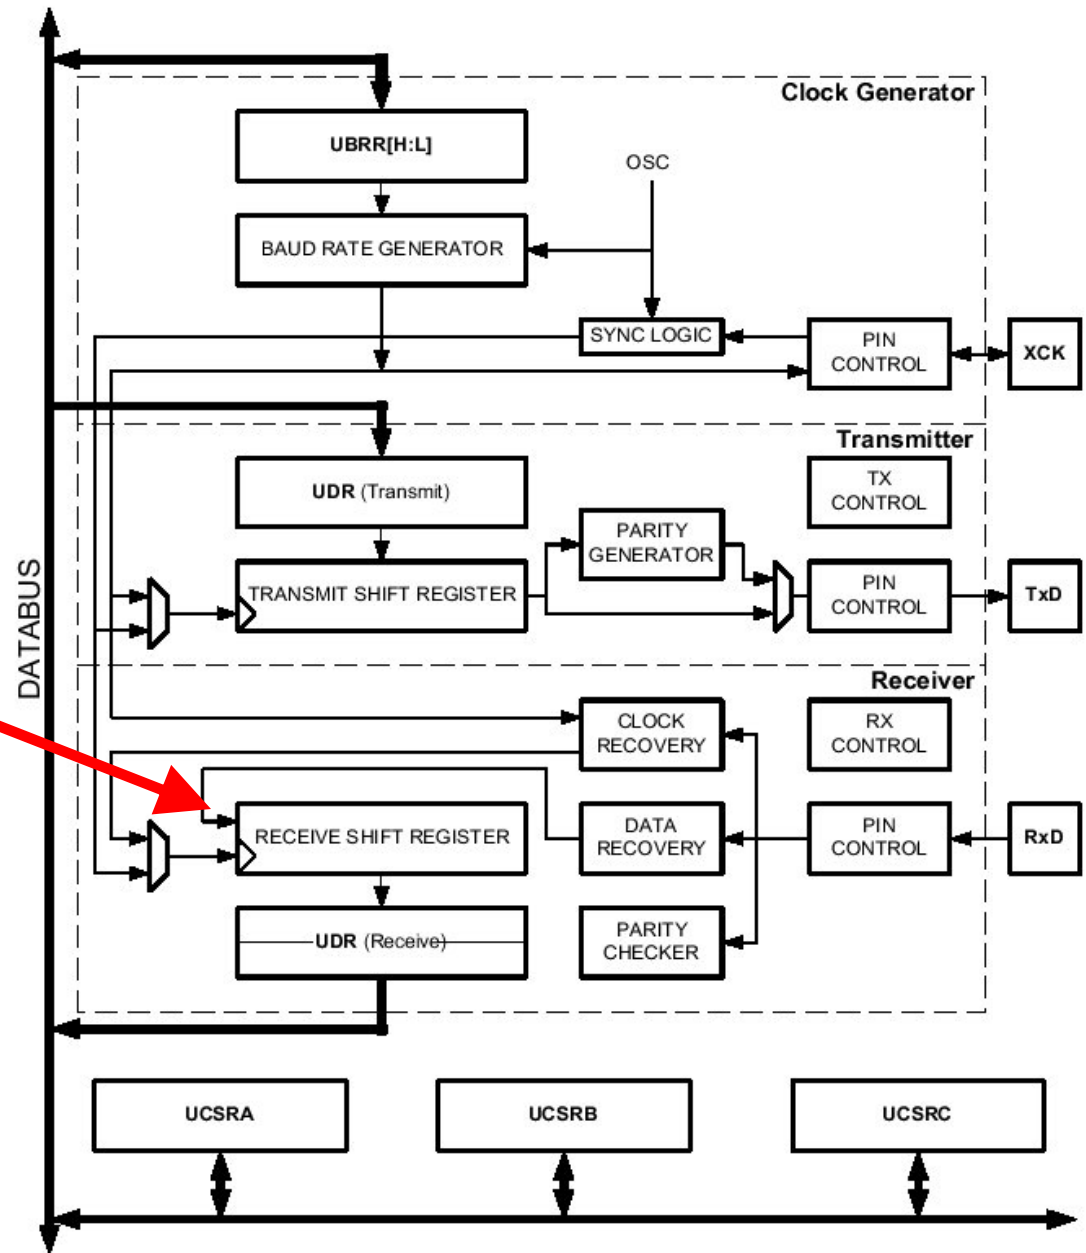 Clock Generator
UBRR[H:L]
OSC
BAUD RATE GENERATOR
SYNC LOGIC
PIN
CONTROL
XCK
Transmitter
UDR (Transmit)
TX
CONTROL
PARITY
GENERATOR
TRANSMIT SHIFT REGISTER
PIN
CONTROL
TxD
DATABUS
Receiver
CLOCK
RECOVERY
RX
CONTROL
RECEIVE SHIFT REGISTER
DATA
RECOVERY
PIN
CONTROL
RxD
UDR (Receive)
PARITY
CHECKER
UCSRA
UCSRB
UCSRC